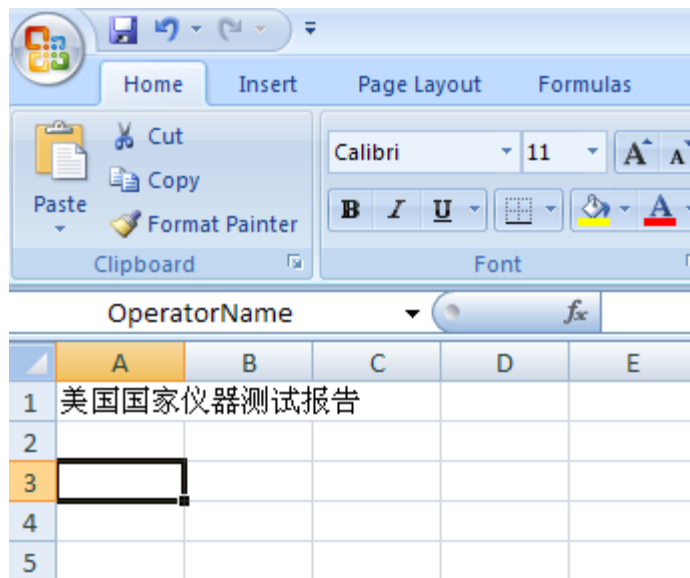 Home Insert Page Layout Formulas
Cut
Copy
Paste
Format Painter
Calibri 11 A A
B I U A
Clipboard Font
OperatorName fx
A B C D E
1 美国国家仪器测试报告
2
3
4
5